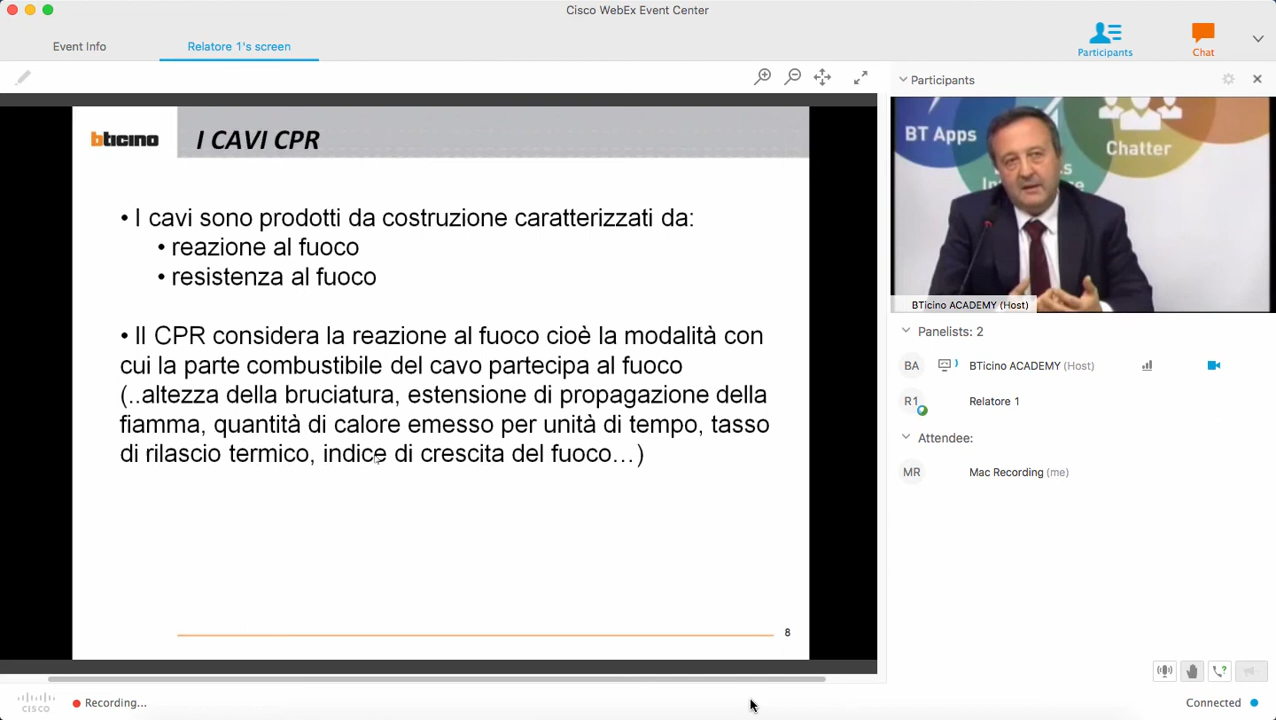 Cisco WebEx Event Center
Event Info
Relatore 1's screen
Participants
Chat
Participants
bticino
I CAVI CPR
• I cavi sono prodotti da costruzione caratterizzati da:
• reazione al fuoco
• resistenza al fuoco
• Il CPR considera la reazione al fuoco cioè la modalità con
cui la parte combustibile del cavo partecipa al fuoco
(..altezza della bruciatura, estensione di propagazione della
fiamma, quantità di calore emesso per unità di tempo, tasso
di rilascio termico, indice di crescita del fuoco…)
8
BT Apps
Chatter
BTicino ACADEMY (Host)
Panelists: 2
BA
BTicino ACADEMY (Host)
R1
Relatore 1
Attendee:
MR
Mac Recording (me)
CISCO
Recording...
Connected